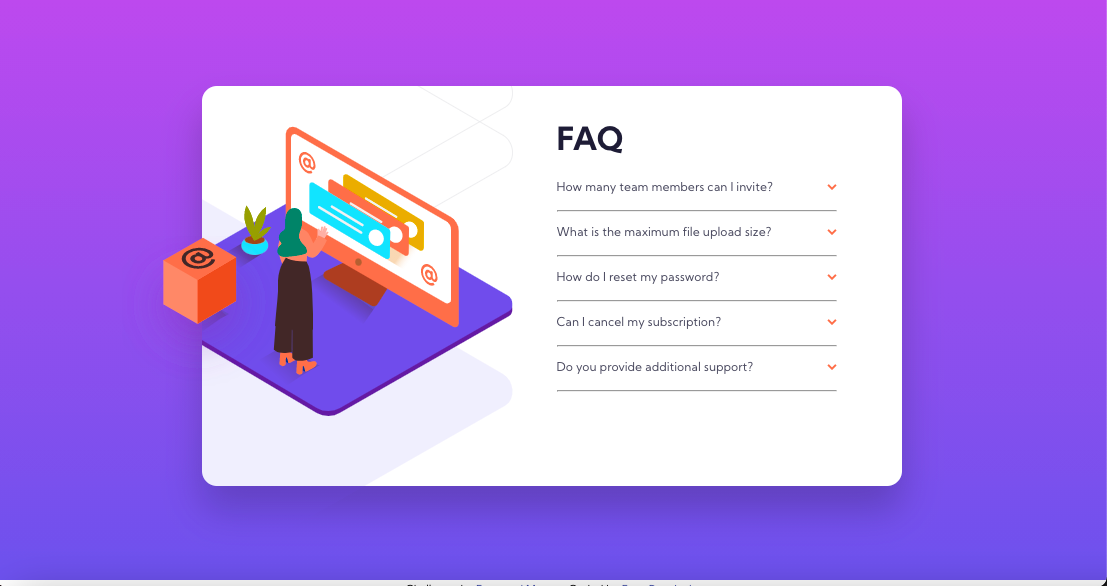 FAQ
How many team members can I invite?
What is the maximum file upload size?
How do I reset my password?
Can I cancel my subscription?
Do you provide additional support?
@
@
@